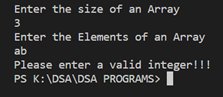 Enter the size of an Array
3
Enter the Elements of an Array
ab
Please enter a valid integer!!!
PS K:\DSA\DSA PROGRAMS>